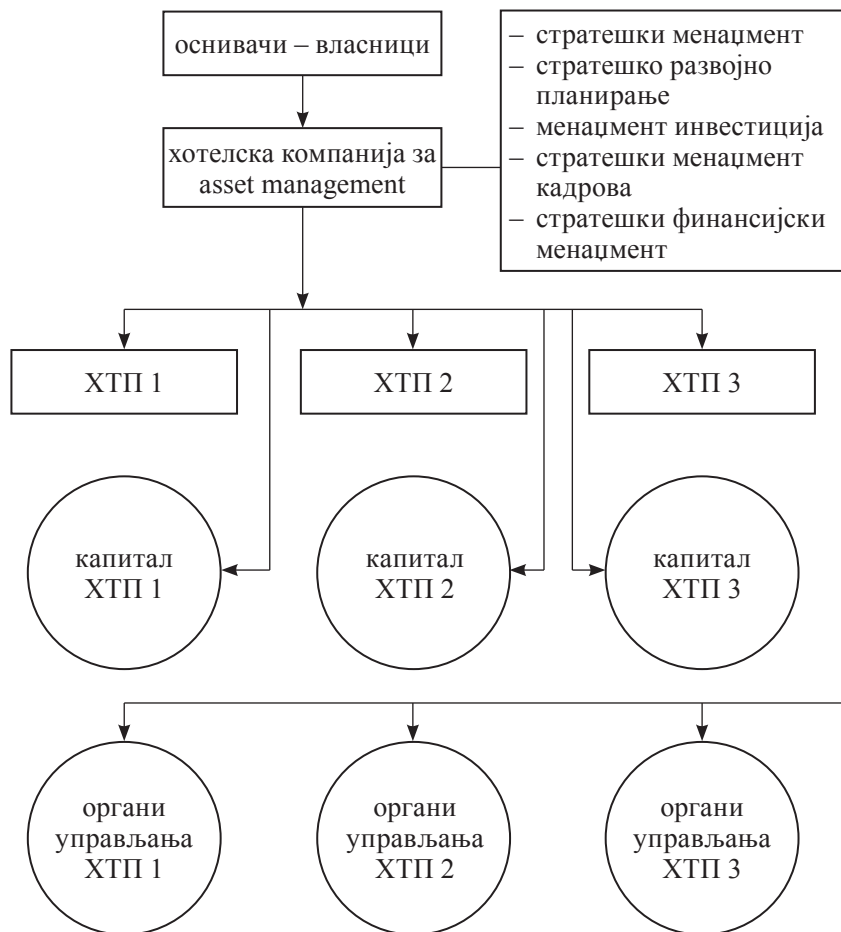 оснивачи – власници
хотелска компанија за
asset management
– стратешки менаџмент
– стратешко развојно
планирање
– менаџмент инвестиција
– стратешки менаџмент
кадрова
– стратешки финансијски
менаџмент
ХТП 1
ХТП 2
ХТП 3
капитал
ХТП 1
капитал
ХТП 2
капитал
ХТП 3
органи
управљања
ХТП 1
органи
управљања
ХТП 2
органи
управљања
ХТП 3